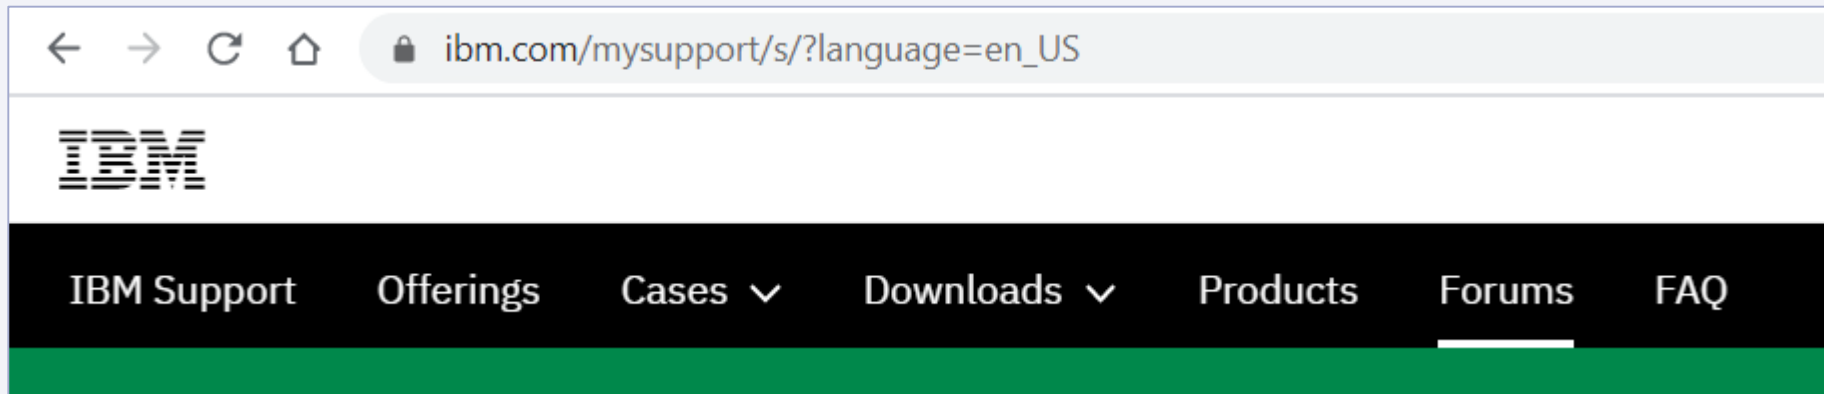 ibm.com/mysupport/s/?language=en_US
IBM
IBM Support Offerings Cases Downloads Products Forums FAQ